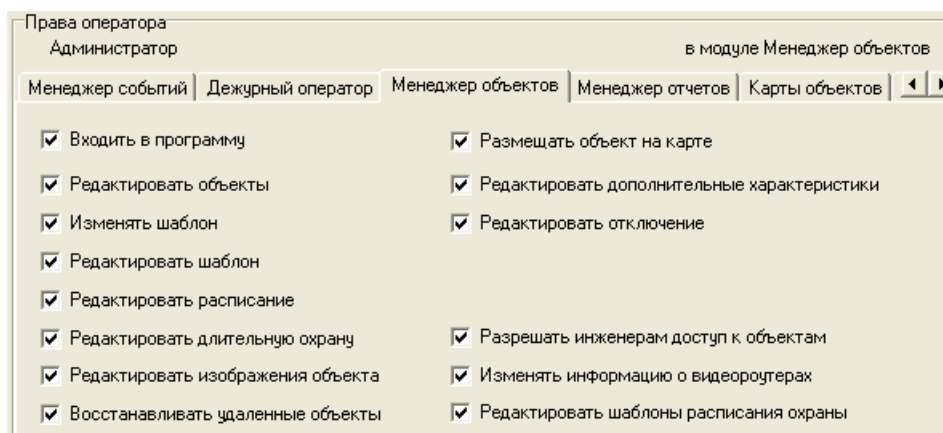 Права оператора
Администратор в модуле Менеджер объектов
Менеджер событий Дежурный оператор Менеджер объектов Менеджер отчетов Карты объектов
Входить в программу Размещать объект на карте
Редактировать объекты Редактировать дополнительные характеристики
Изменять шаблон Редактировать отключение
Редактировать шаблон
Редактировать расписание
Редактировать длительную охрану Разрешать инженерам доступ к объектам
Редактировать изображения объекта Изменять информацию о видеороутерах
Восстанавливать удаленные объекты Редактировать шаблоны расписания охраны